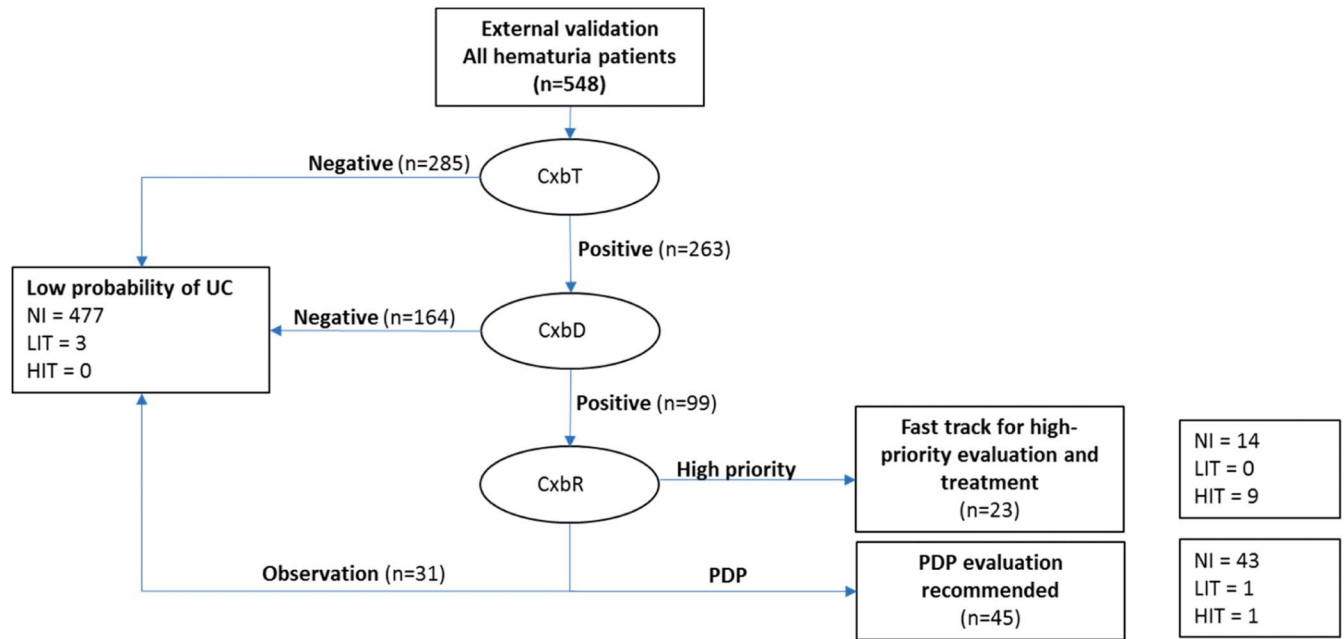 External validation
All hematuria patients
(n=548)
Negative (n=285)
CxbT
Positive (n=263)
Low probability of UC
NI = 477
LIT = 3
HIT = 0
Negative (n=164)
CxbD
Positive (n=99)
CxbR
High priority
Fast track for high-
priority evaluation and
treatment
(n=23)
NI = 14
LIT = 0
HIT = 9
Observation (n=31)
PDP
PDP evaluation
recommended
(n=45)
NI = 43
LIT = 1
HIT = 1